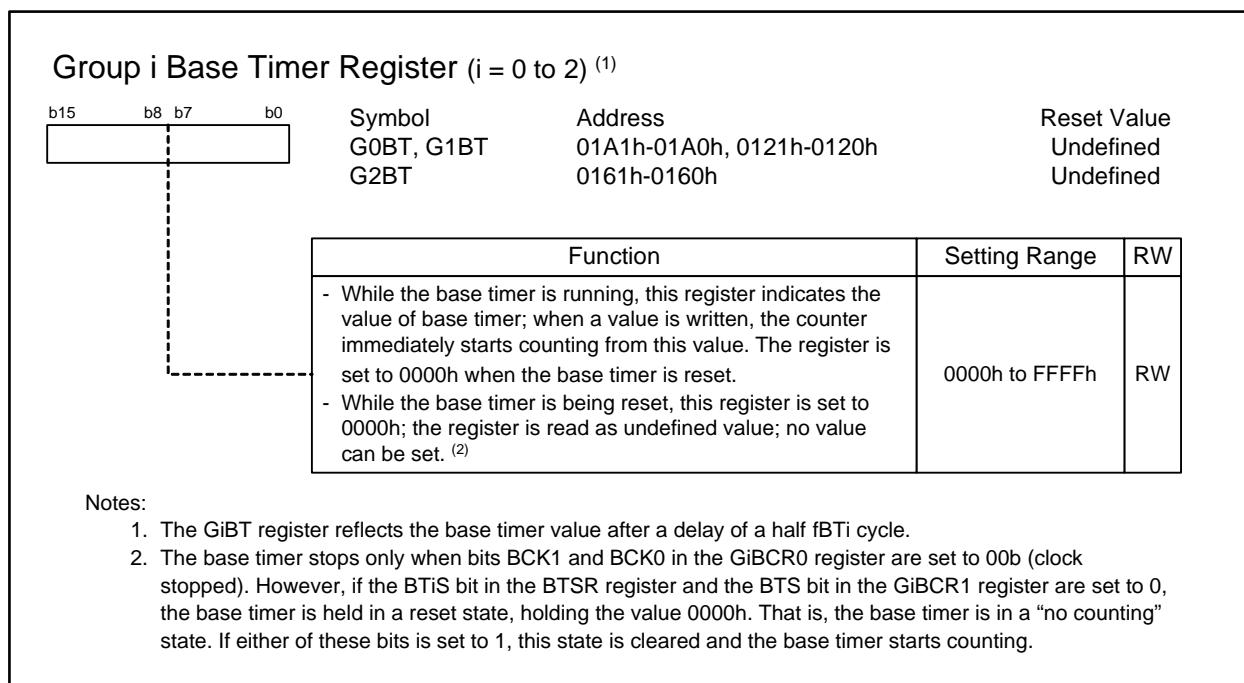 Group i Base Timer Register (i = 0 to 2) (1)
b15 b8 b7 b0
Symbol Address Reset Value
G0BT, G1BT 01A1h-01A0h, 0121h-0120h Undefined
G2BT 0161h-0160h Undefined
Function Setting Range RW
- While the base timer is running, this register indicates the
value of base timer; when a value is written, the counter
immediately starts counting from this value. The register is
set to 0000h when the base timer is reset.
0000h to FFFFh RW
- While the base timer is being reset, this register is set to
0000h; the register is read as undefined value; no value
can be set. (2)
Notes:
1. The GiBT register reflects the base timer value after a delay of a half fBTi cycle.
2. The base timer stops only when bits BCK1 and BCK0 in the GiBCR0 register are set to 00b (clock
stopped). However, if the BTiS bit in the BTSR register and the BTS bit in the GiBCR1 register are set to 0,
the base timer is held in a reset state, holding the value 0000h. That is, the base timer is in a “no counting”
state. If either of these bits is set to 1, this state is cleared and the base timer starts counting.